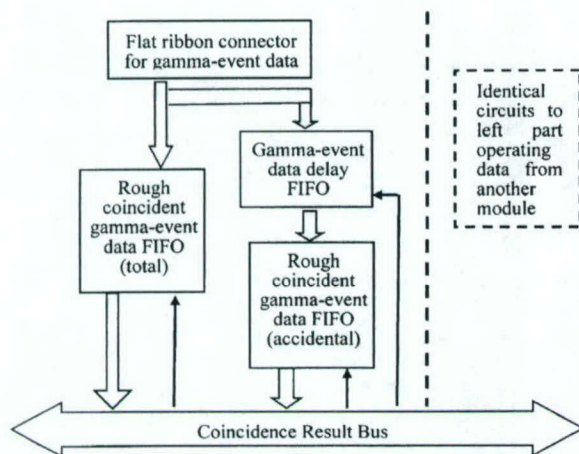 Flat ribbon connector
for gamma-event data
Rough
coincident
gamma-event
data FIFO
(total)
Gamma-event
data delay
FIFO
Rough
coincident
gamma-event
data FIFO
(accidental)
Identical
circuits to
left part
operating
data from
another
module
Coincidence Result Bus